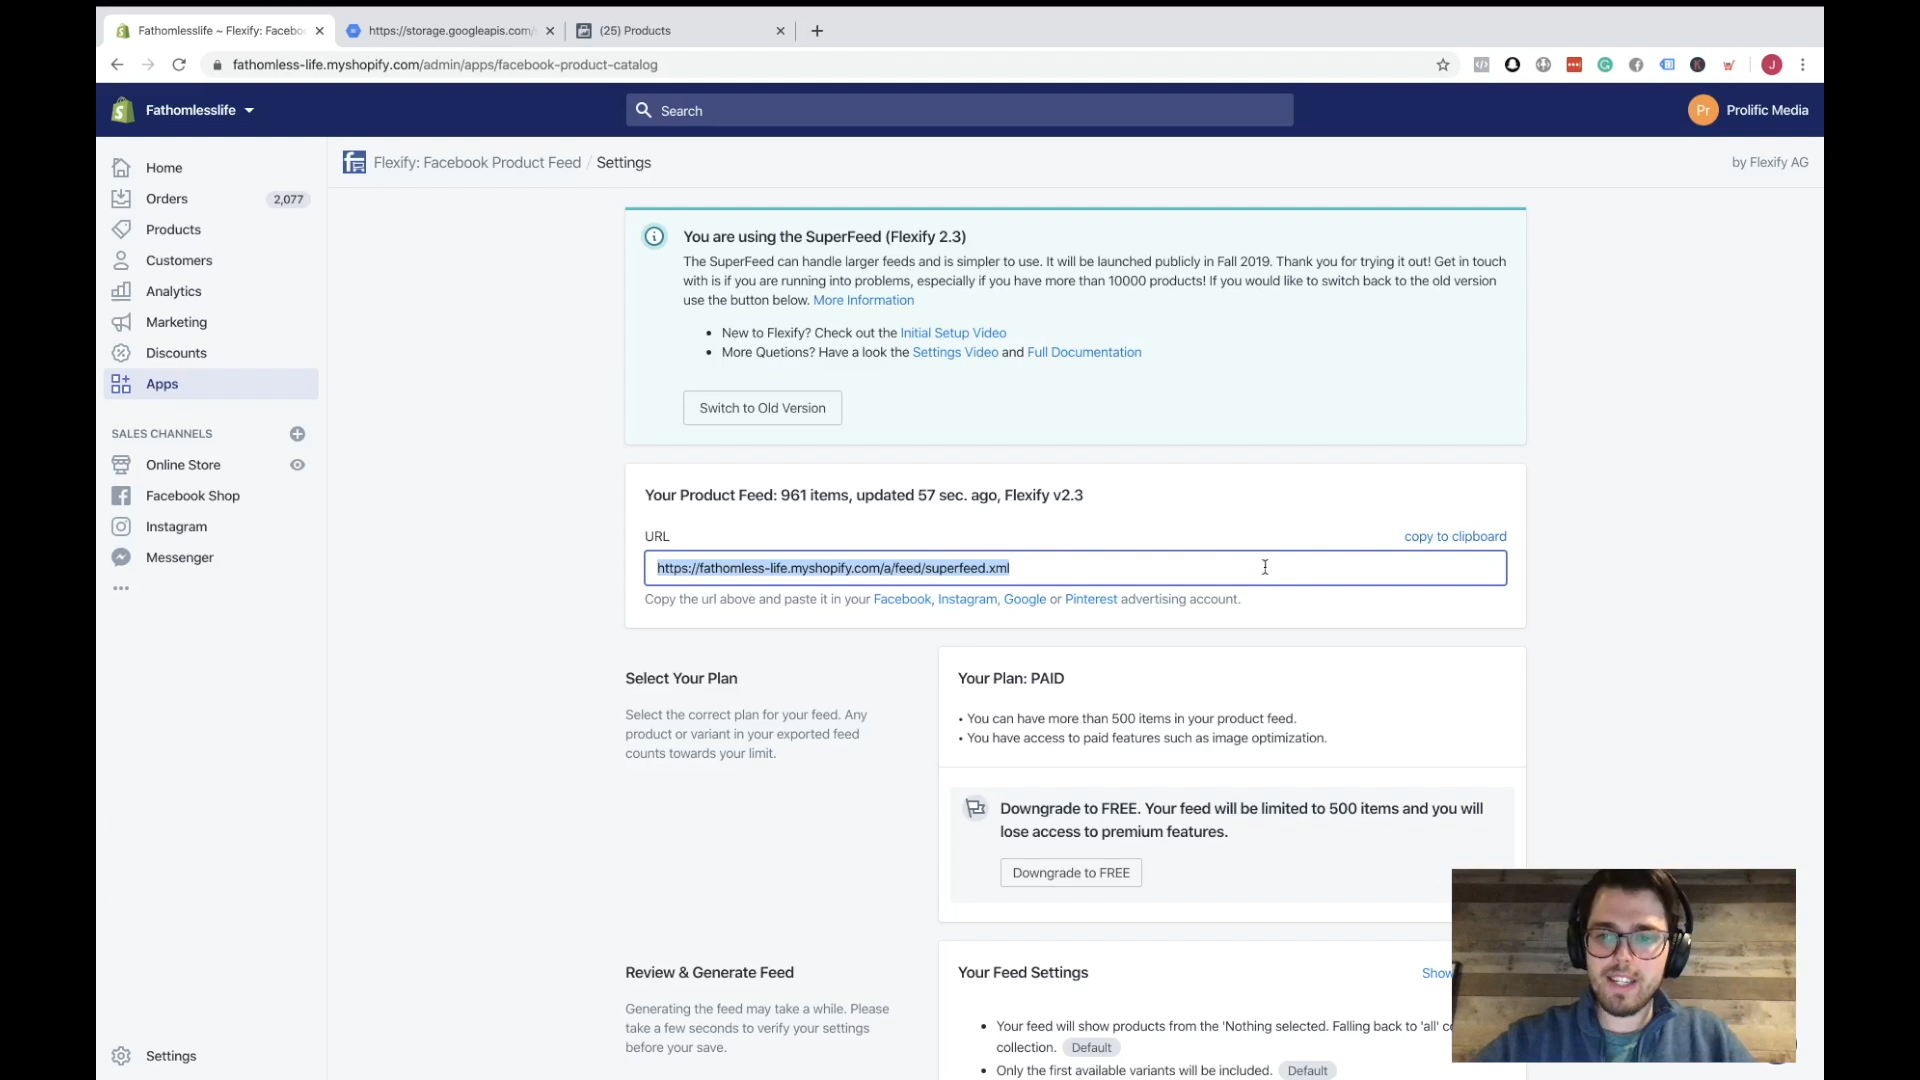 Fathomlesslife ~ Flexify: Facebo
https://storage.googleapis.com/
(25) Products
fathomless-life.myshopify.com/admin/apps/facebook-product-catalog
J
Fathomlesslife
Search
Pr
Prolific Media
Home
Orders
2,077
Products
Customers
Analytics
Marketing
Discounts
Apps
SALES CHANNELS
Online Store
Facebook Shop
Instagram
Messenger
Settings
Flexify: Facebook Product Feed / Settings
by Flexify AG
You are using the SuperFeed (Flexify 2.3)
The SuperFeed can handle larger feeds and is simpler to use. It will be launched publicly in Fall 2019. Thank you for trying it out! Get in touch
with is if you are running into problems, especially if you have more than 10000 products! If you would like to switch back to the old version
use the button below. More Information
• New to Flexify? Check out the Initial Setup Video
• More Quetions? Have a look the Settings Video and Full Documentation
Switch to Old Version
Your Product Feed: 961 items, updated 57 sec. ago, Flexify v2.3
URL
copy to clipboard
https://fathomless-life.myshopify.com/a/feed/superfeed.xml
Copy the url above and paste it in your Facebook, Instagram, Google or Pinterest advertising account.
Select Your Plan
Select the correct plan for your feed. Any
product or variant in your exported feed
counts towards your limit.
Your Plan: PAID
• You can have more than 500 items in your product feed.
• You have access to paid features such as image optimization.
Downgrade to FREE. Your feed will be limited to 500 items and you will
lose access to premium features.
Downgrade to FREE
Review & Generate Feed
Generating the feed may take a while. Please
take a few seconds to verify your settings
before your save.
Your Feed Settings
Show
• Your feed will show products from the 'Nothing selected. Falling back to 'all' c
collection. Default
• Only the first available variants will be included. Default